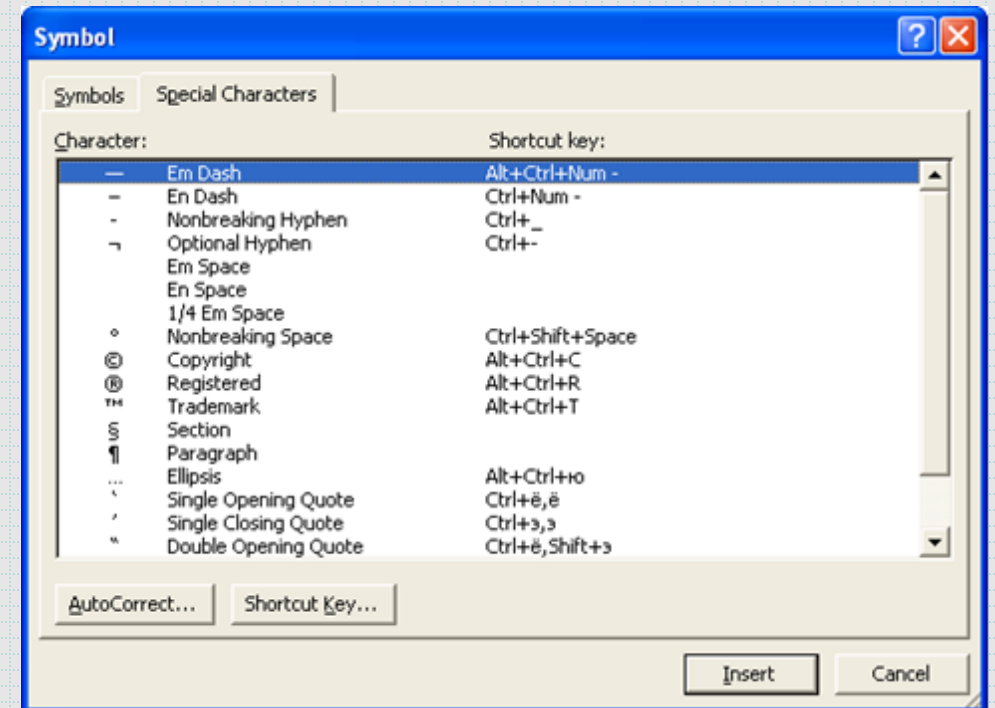 Symbol
Symbols Special Characters
Character: Shortcut key:
— Em Dash Alt+Ctrl+Num -
– En Dash Ctrl+Num -
- Nonbreaking Hyphen Ctrl+_
¬ Optional Hyphen Ctrl+-
Em Space
En Space
1/4 Em Space
° Nonbreaking Space Ctrl+Shift+Space
© Copyright Alt+Ctrl+C
® Registered Alt+Ctrl+R
™ Trademark Alt+Ctrl+T
§ Section
¶ Paragraph
… Ellipsis Alt+Ctrl+ю
‘ Single Opening Quote Ctrl+ё,ё
’ Single Closing Quote Ctrl+э,э
“ Double Opening Quote Ctrl+ё,Shift+э
AutoCorrect... Shortcut Key...
Insert Cancel